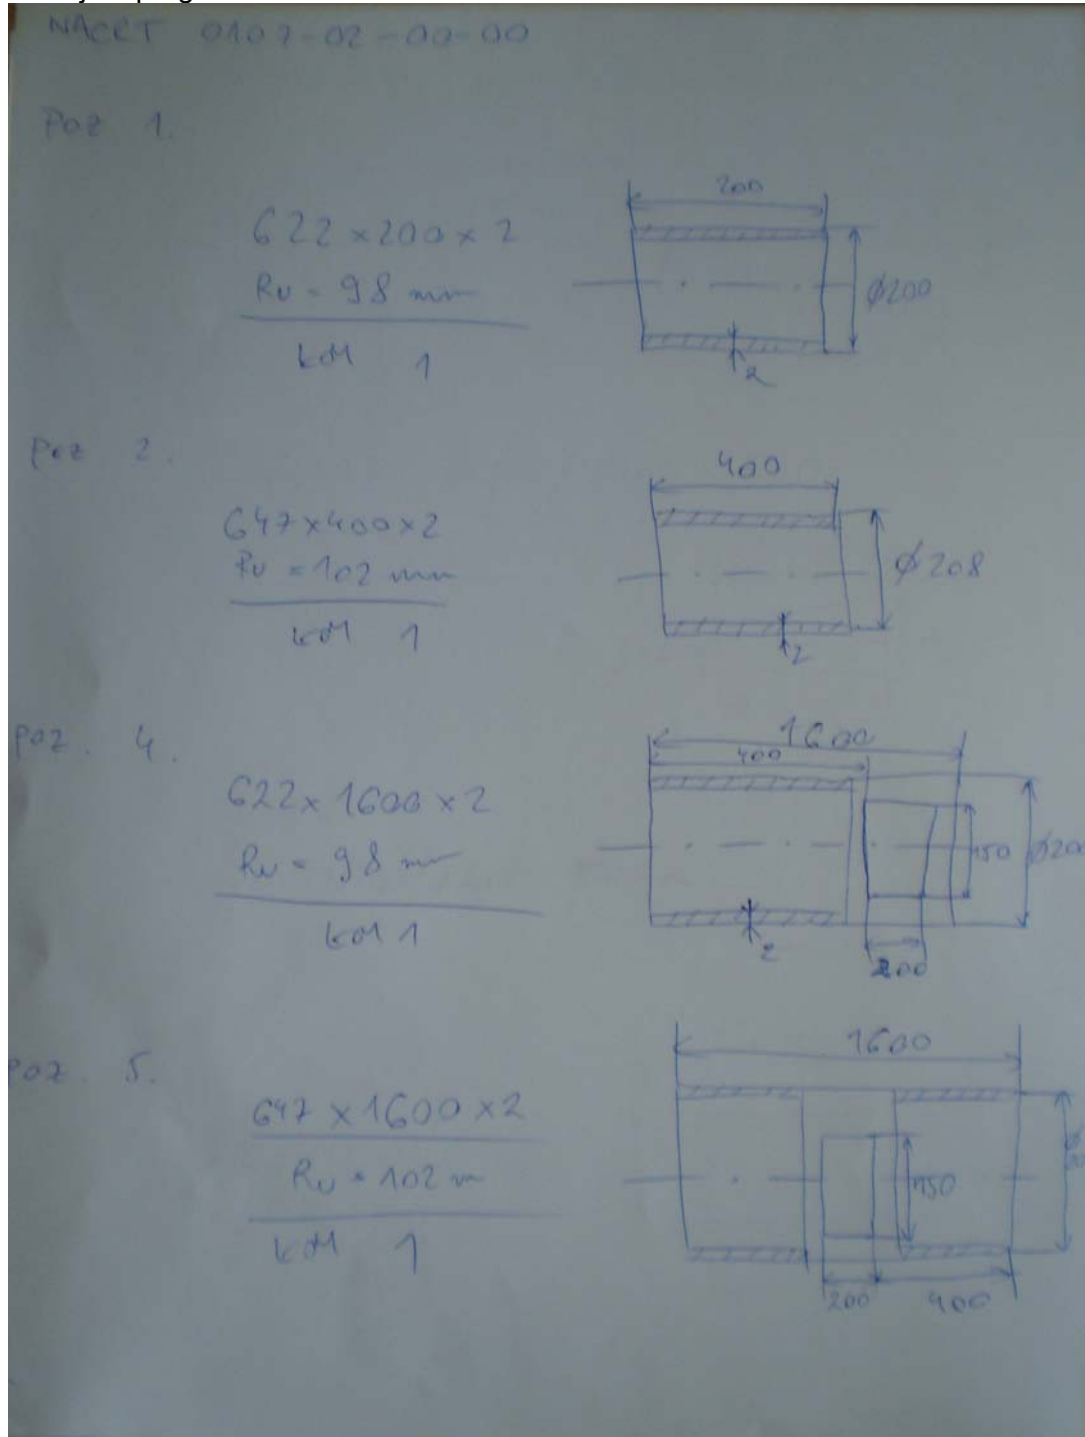 NACRT 0107-02-00-00
Poz 1.
622 x 200 x 2
Ru = 98 mm
kom 1
200
ø200
2
Poz 2.
647 x 400 x 2
Ru = 102 mm
kom 1
400
ø208
2
poz. 4.
622 x 1600 x 2
Ru = 98 mm
kom 1
1600
400
150
2
200
poz. 5.
647 x 1600 x 2
Ru = 102 m
kom 1
1600
150
200
400